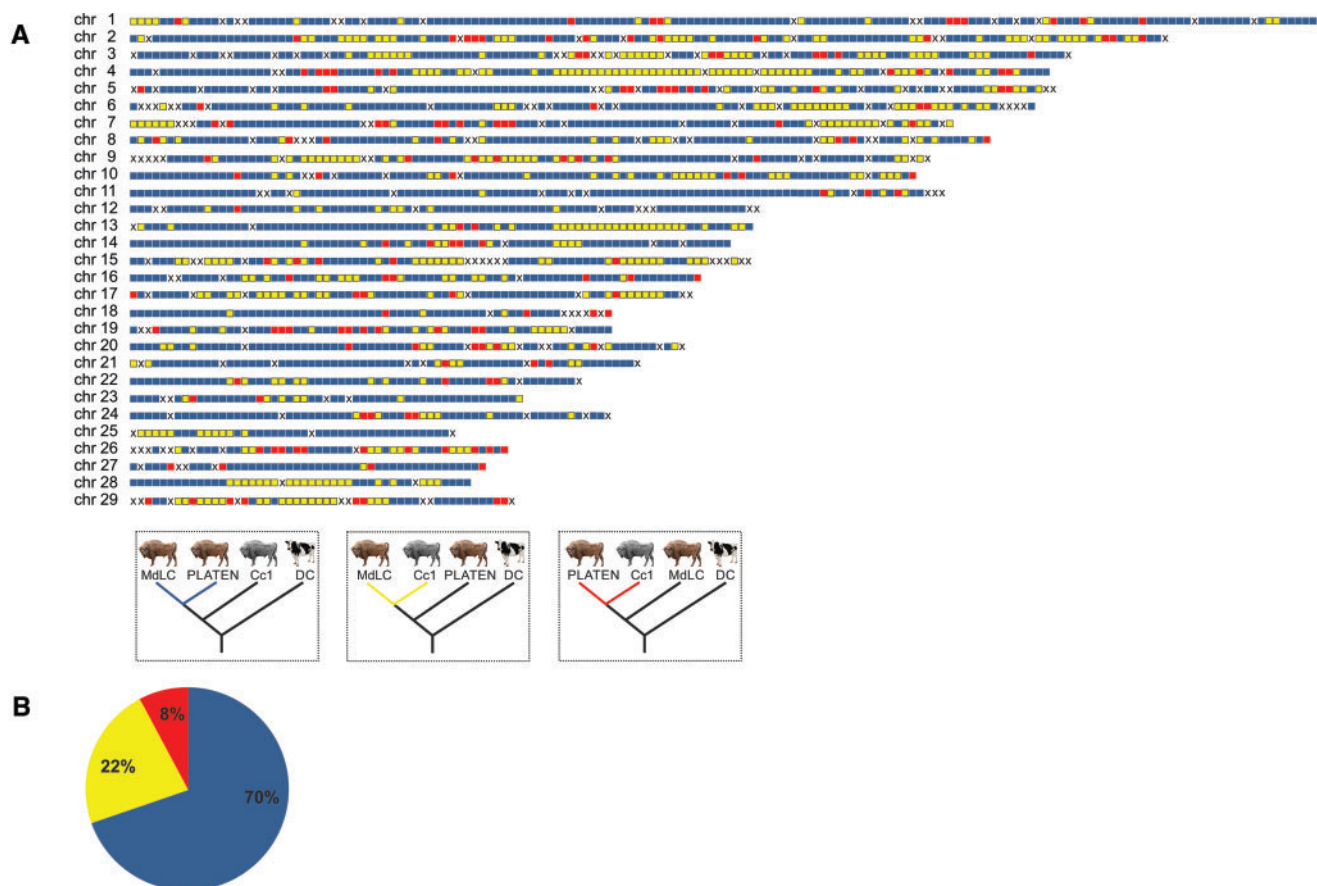 A
chr 1
chr 2
chr 3
chr 4
chr 5
chr 6
chr 7
chr 8
chr 9
chr 10
chr 11
chr 12
chr 13
chr 14
chr 15
chr 16
chr 17
chr 18
chr 19
chr 20
chr 21
chr 22
chr 23
chr 24
chr 25
chr 26
chr 27
chr 28
chr 29
MdLC PLATEN Cc1 DC
MdLC Cc1 PLATEN DC
PLATEN Cc1 MdLC DC
B
8%
22%
70%